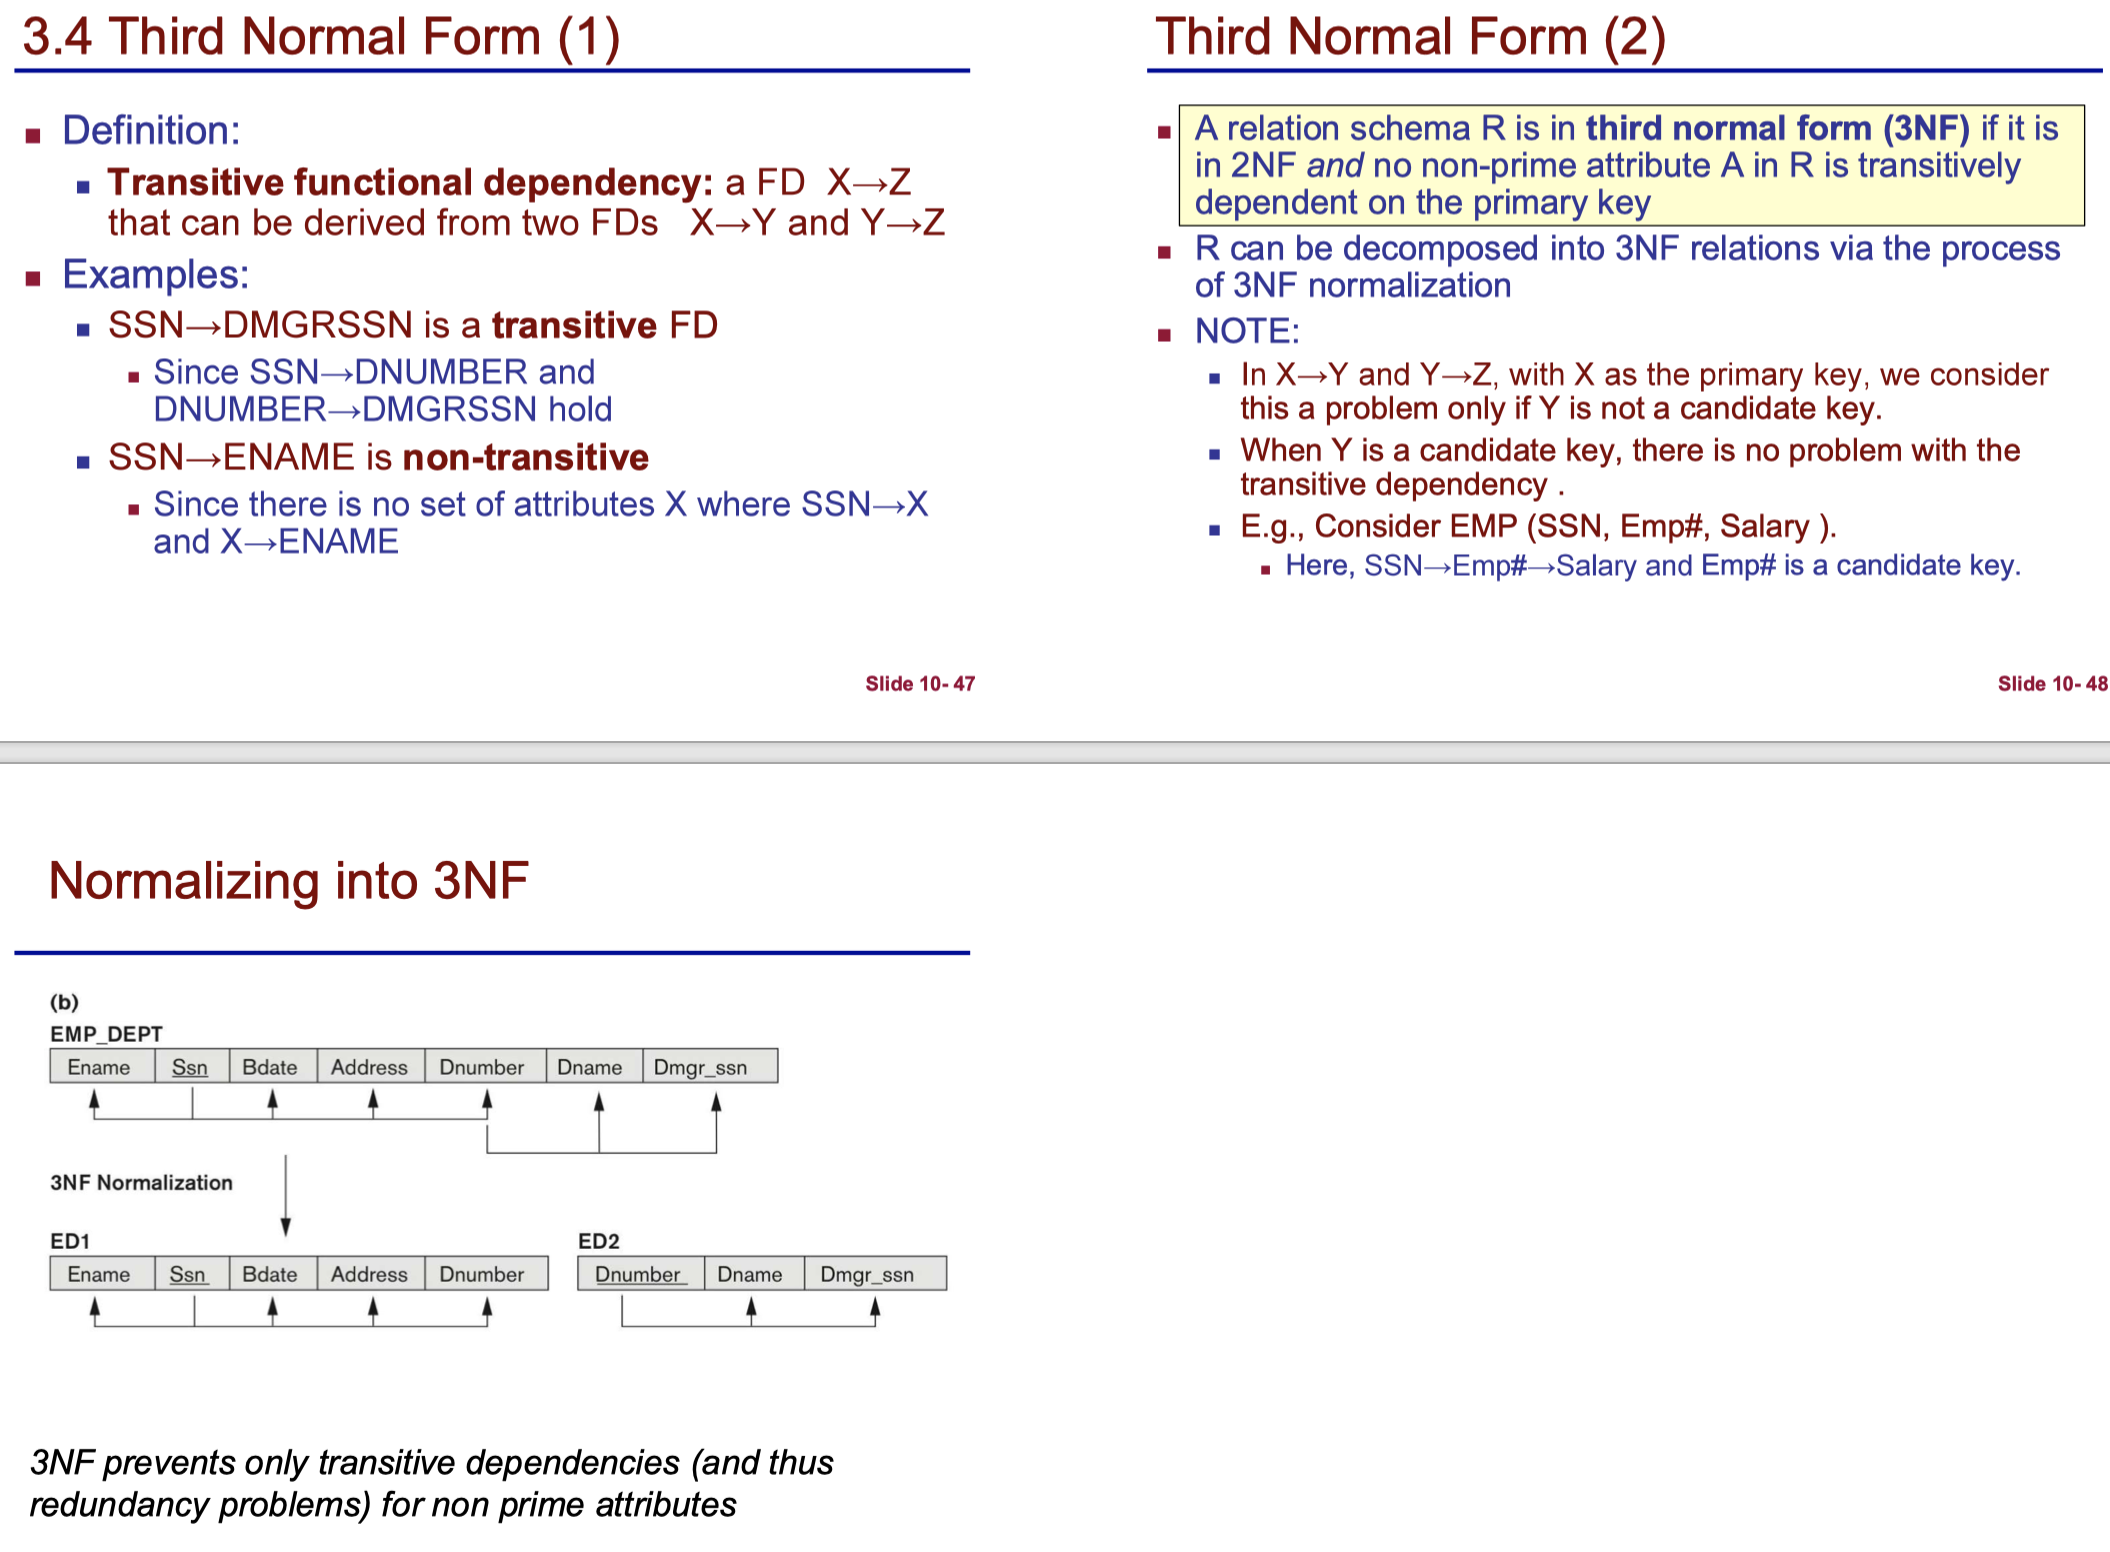 3.4 Third Normal Form (1)
Definition:
Transitive functional dependency: a FD X→Z
that can be derived from two FDs X→Y and Y→Z
Examples:
SSN→DMGRSSN is a transitive FD
Since SSN→DNUMBER and
DNUMBER→DMGRSSN hold
SSN→ENAME is non-transitive
Since there is no set of attributes X where SSN→X
and X→ENAME
Slide 10- 47
Third Normal Form (2)
A relation schema R is in third normal form (3NF) if it is
in 2NF and no non-prime attribute A in R is transitively
dependent on the primary key
R can be decomposed into 3NF relations via the process
of 3NF normalization
NOTE:
In X→Y and Y→Z, with X as the primary key, we consider
this a problem only if Y is not a candidate key.
When Y is a candidate key, there is no problem with the
transitive dependency .
E.g., Consider EMP (SSN, Emp#, Salary ).
Here, SSN→Emp#→Salary and Emp# is a candidate key.
Slide 10- 48
Normalizing into 3NF
(b)
EMP_DEPT
Ename Ssn Bdate Address Dnumber Dname Dmgr_ssn
3NF Normalization
ED1 ED2
Ename Ssn Bdate Address Dnumber Dnumber Dname Dmgr_ssn
3NF prevents only transitive dependencies (and thus
redundancy problems) for non prime attributes